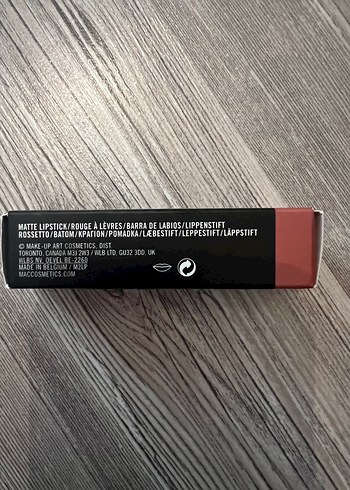 MATTE LIPSTICK/ROUGE À LÈVRES/BARRA DE LABIOS/LIPPENSTIFT
ROSSETTO/BATOM/ΚΡΑΓΙΟΝ/РОМАОКА/LÆBESTIFT/LEPPESTIFT/LÄPPSTIFT
© MAKE-UP ART COSMETICS, DIST
TORONTO, CANADA M3J 2W3 / WLB LTD, GU32 3DD, UK
WLBS NV, OEVEL BE-2260
MADE IN BELGIUM / M2LP
MACCOSMETICS.COM